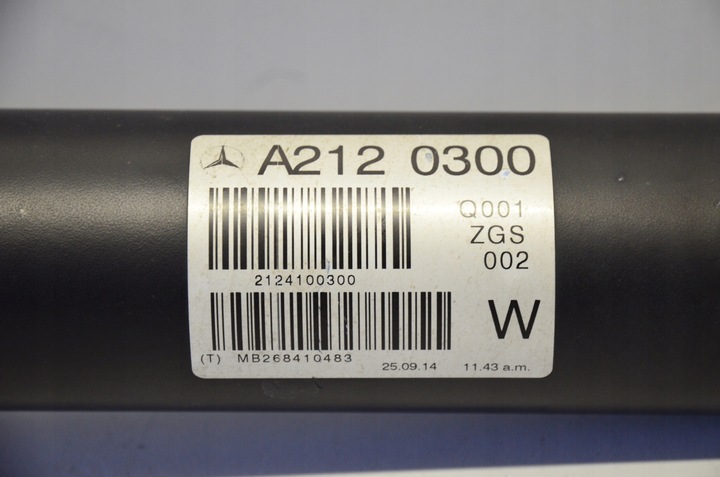 A212 0300
Q001
ZGS
002
2124100300
W
(T) MB268410483
25.09.14 11.43 a.m.